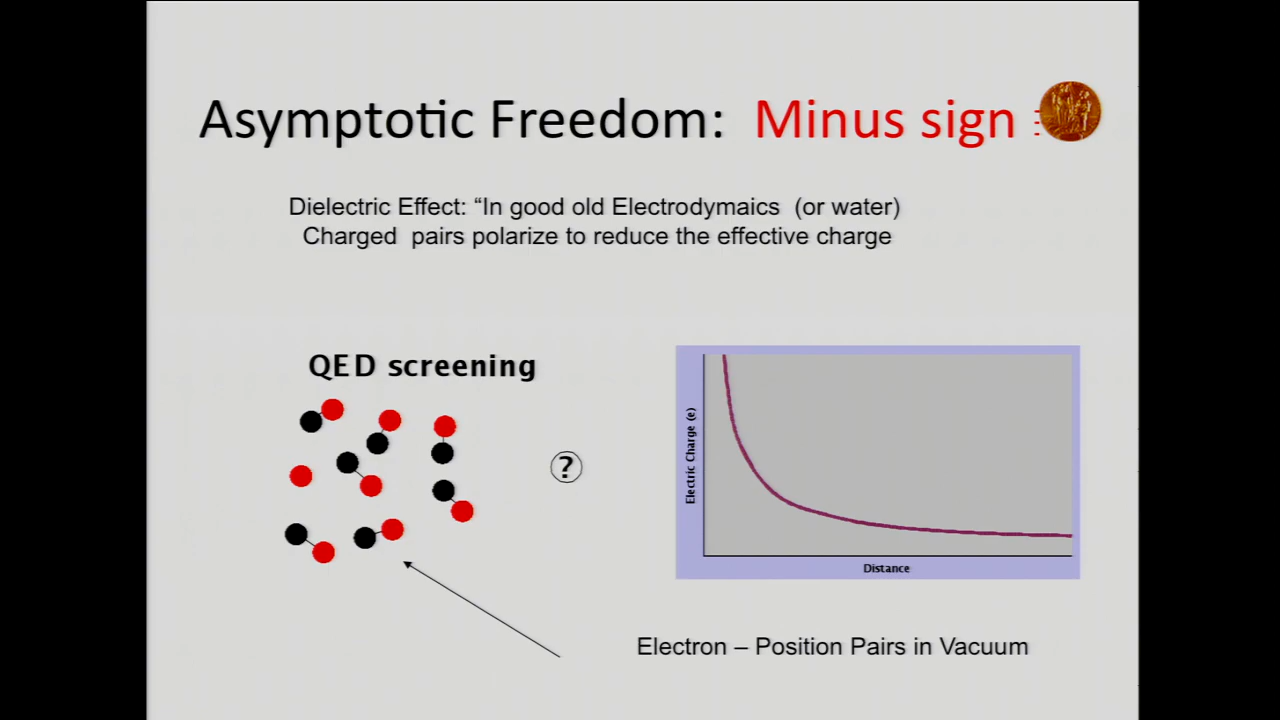 Asymptotic Freedom: Minus sign
Dielectric Effect: “In good old Electrodymaics (or water)
Charged pairs polarize to reduce the effective charge
QED screening
?
Electric Charge (e)
Distance
Electron – Position Pairs in Vacuum